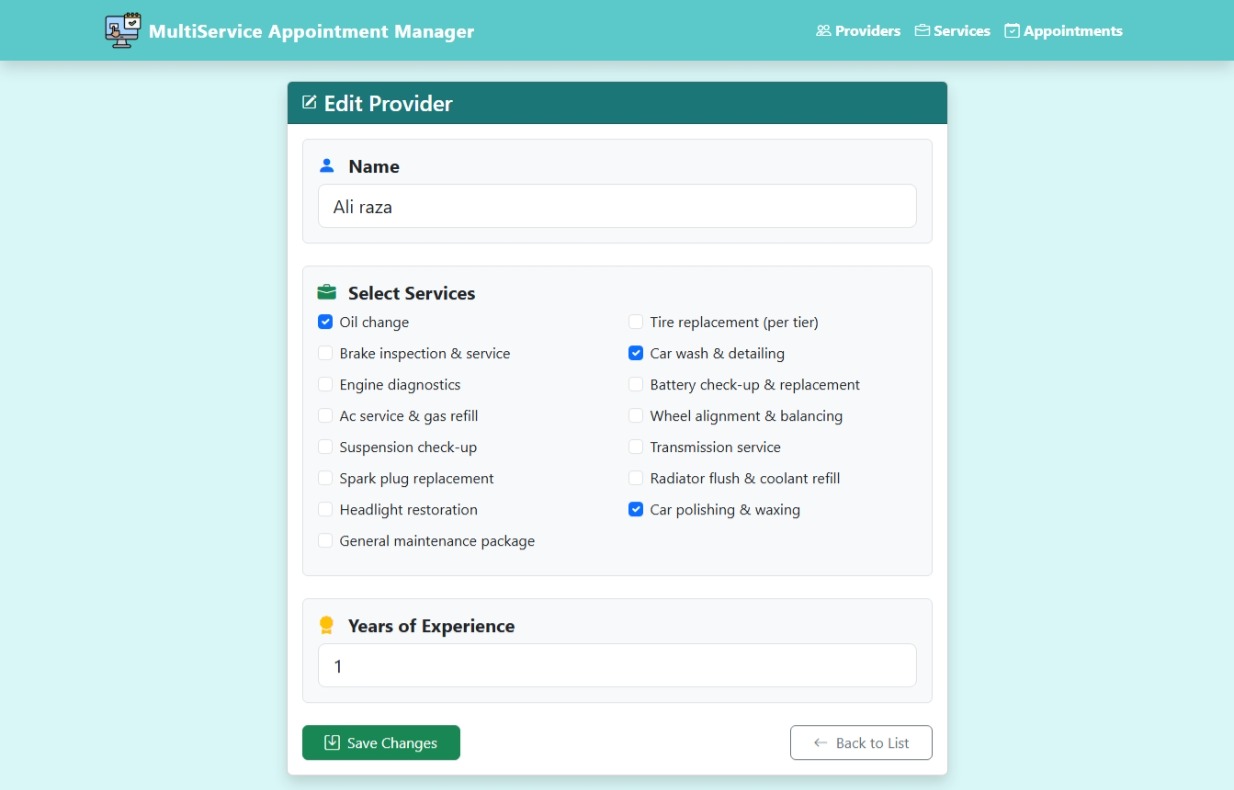 MultiService Appointment Manager
Providers Services Appointments
Edit Provider
Name
Ali raza
Select Services
Oil change
Tire replacement (per tier)
Brake inspection & service
Car wash & detailing
Engine diagnostics
Battery check-up & replacement
Ac service & gas refill
Wheel alignment & balancing
Suspension check-up
Transmission service
Spark plug replacement
Radiator flush & coolant refill
Headlight restoration
Car polishing & waxing
General maintenance package
Years of Experience
1
Save Changes
Back to List